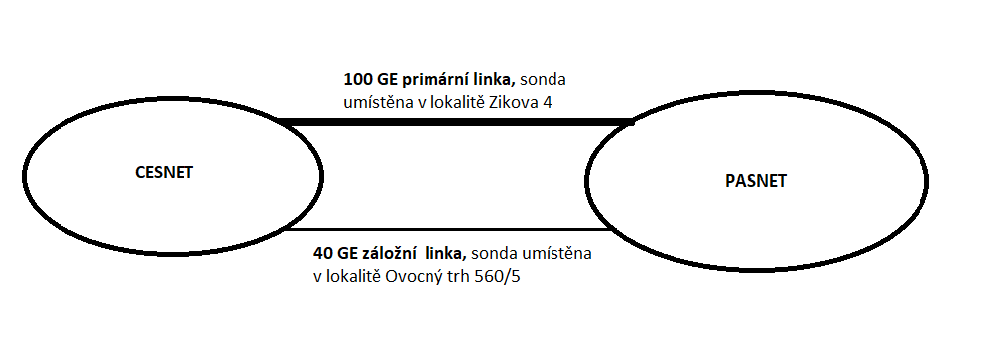 100 GE primární linka, sonda
umístěna v lokalitě Zikova 4
CESNET
PASNET
40 GE záložní linka, sonda umístěna
v lokalitě Ovocný trh 560/5